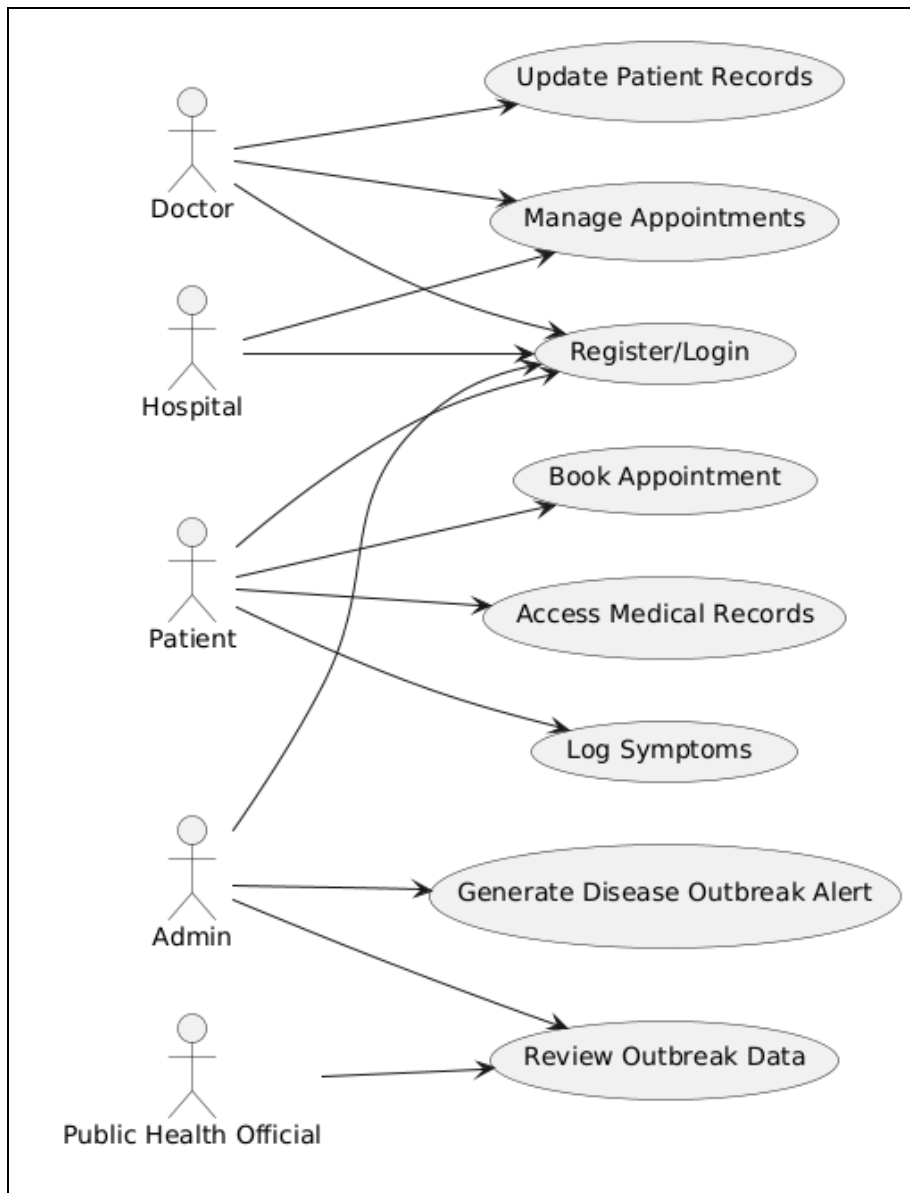 Update Patient Records
Doctor
Manage Appointments
Hospital
Register/Login
Book Appointment
Patient
Access Medical Records
Log Symptoms
Admin
Generate Disease Outbreak Alert
Review Outbreak Data
Public Health Official